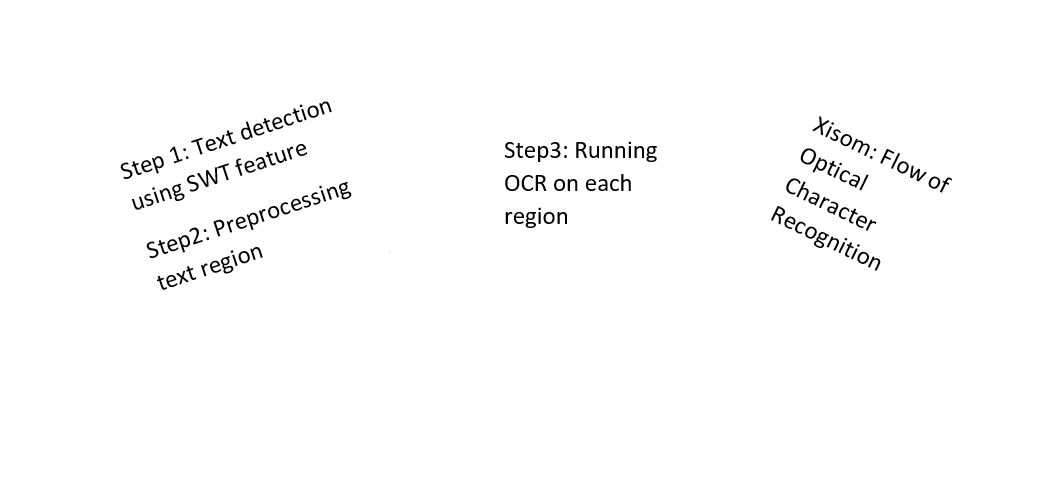 Step 1: Text detection
using SWT feature
Step2: Preprocessing
text region
Step3: Running
OCR on each
region
Xisom: Flow of
Optical
Character
Recognition